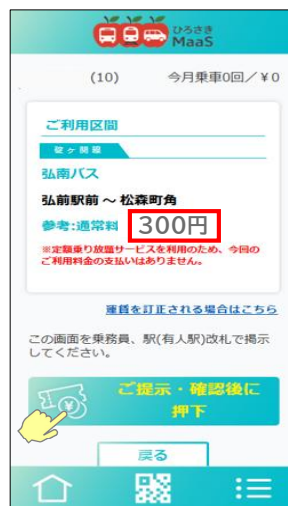 ひろさき
MaaS
(10) 今月乗車0回/¥0
ご利用区間
碇ヶ関線
弘南バス
弘前駅前 ~ 松森町角
参考:通常料 300円
※定額乗り放題サービスを利用のため、今回の
ご利用料金の支払いはありません。
運賃を訂正される場合はこちら
この画面を乗務員、駅(有人駅)改札で掲示
してください。
ご提示・確認後に
押下
戻る